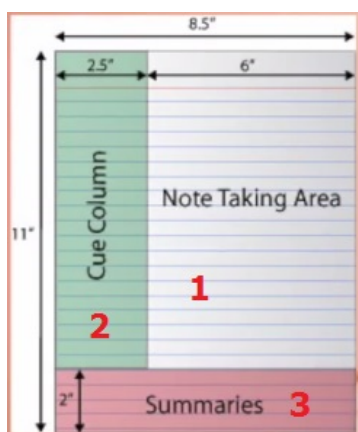 8.5"
2.5" 6"
11"
Cue Column
Note Taking Area
1
2
2"
Summaries 3